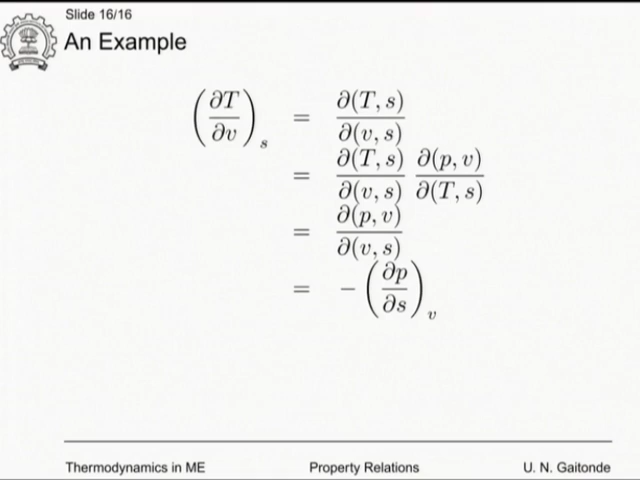 Slide 16/16
An Example
(∂T/∂v)_s = ∂(T, s)/∂(v, s)
= ∂(T, s)/∂(v, s) ∂(p, v)/∂(T, s)
= ∂(p, v)/∂(v, s)
= −(∂p/∂s)_v
Thermodynamics in ME Property Relations U. N. Gaitonde